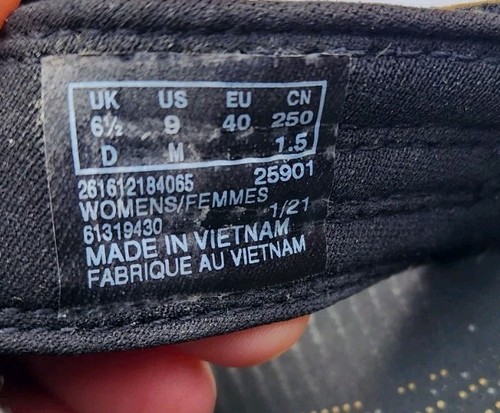 UK US EU CN
6½ 9 40 250
D M 1.5
261612184065 25901
WOMENS/FEMMES
61319430 1/21
MADE IN VIETNAM
FABRIQUE AU VIETNAM